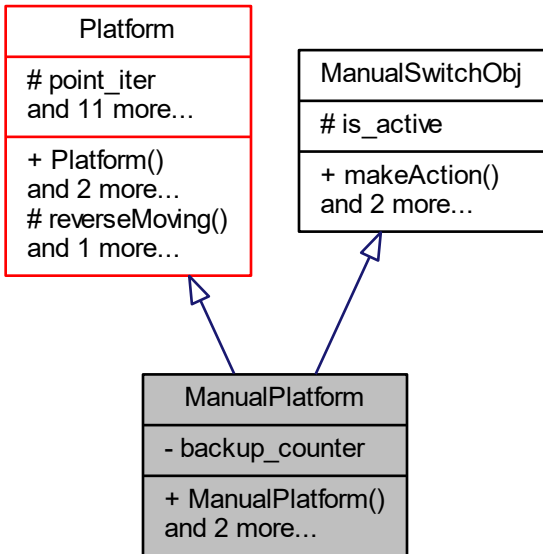 Platform
# point_iter
and 11 more...
+ Platform()
and 2 more...
# reverseMoving()
and 1 more...
ManualSwitchObj
# is_active
+ makeAction()
and 2 more...
ManualPlatform
- backup_counter
+ ManualPlatform()
and 2 more...